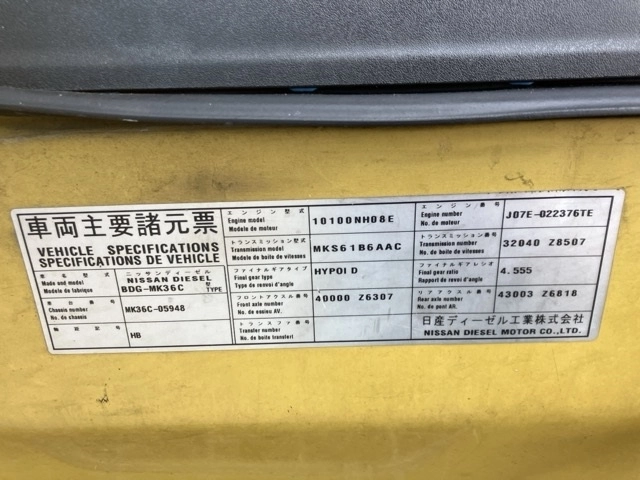 車両主要諸元票
VEHICLE SPECIFICATIONS
SPECIFICATIONS DE VEHICLE
車名型式
Make and model
Modele de fabrique
ニッサンディーゼル
NISSAN DIESEL
BDG-MK36C
型
TYPE
車台番号
Chassis number
No. de chassis
MK36C-05948
HB
エンジン型式
Engine model
Modele de moteur
10100NH08E
トランスミッション型式
Transmission model
Modele de boite de vitesses
MKS61B6AAC
ファイナルギアタイプ
Final gear type
Type de renvoi d'angle
HYPOI D
フロントアクスル番号
Front axle number
No. de essieu AV.
40000 Z6307
トランスファ番号
Transfer number
No. de boite transferi
エンジン番号
Engine number
No. de moteur
J07E-022376TE
トランスミッション番号
Transmission number
No. de boite de vitesses
32040 Z8507
ファイナルギアレシオ
Final gear ratio
Rapport de renvoi d'angle
4.555
リアアクスル番号
Rear axle number
No. de pont AR.
43003 Z6818
日産ディーゼル工業株式会社
NISSAN DIESEL MOTOR CO.,LTD.